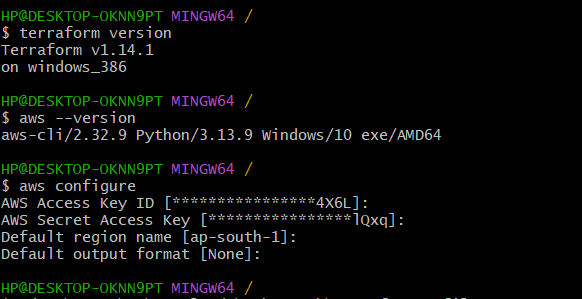 HP@DESKTOP-OKNN9PT MINGW64 /
$ terraform version
Terraform v1.14.1
on windows_386
HP@DESKTOP-OKNN9PT MINGW64 /
$ aws --version
aws-cli/2.32.9 Python/3.13.9 Windows/10 exe/AMD64
HP@DESKTOP-OKNN9PT MINGW64 /
$ aws configure
AWS Access Key ID [****************4X6L]:
AWS Secret Access Key [****************lQxq]:
Default region name [ap-south-1]:
Default output format [None]:
HP@DESKTOP-OKNN9PT MINGW64 /